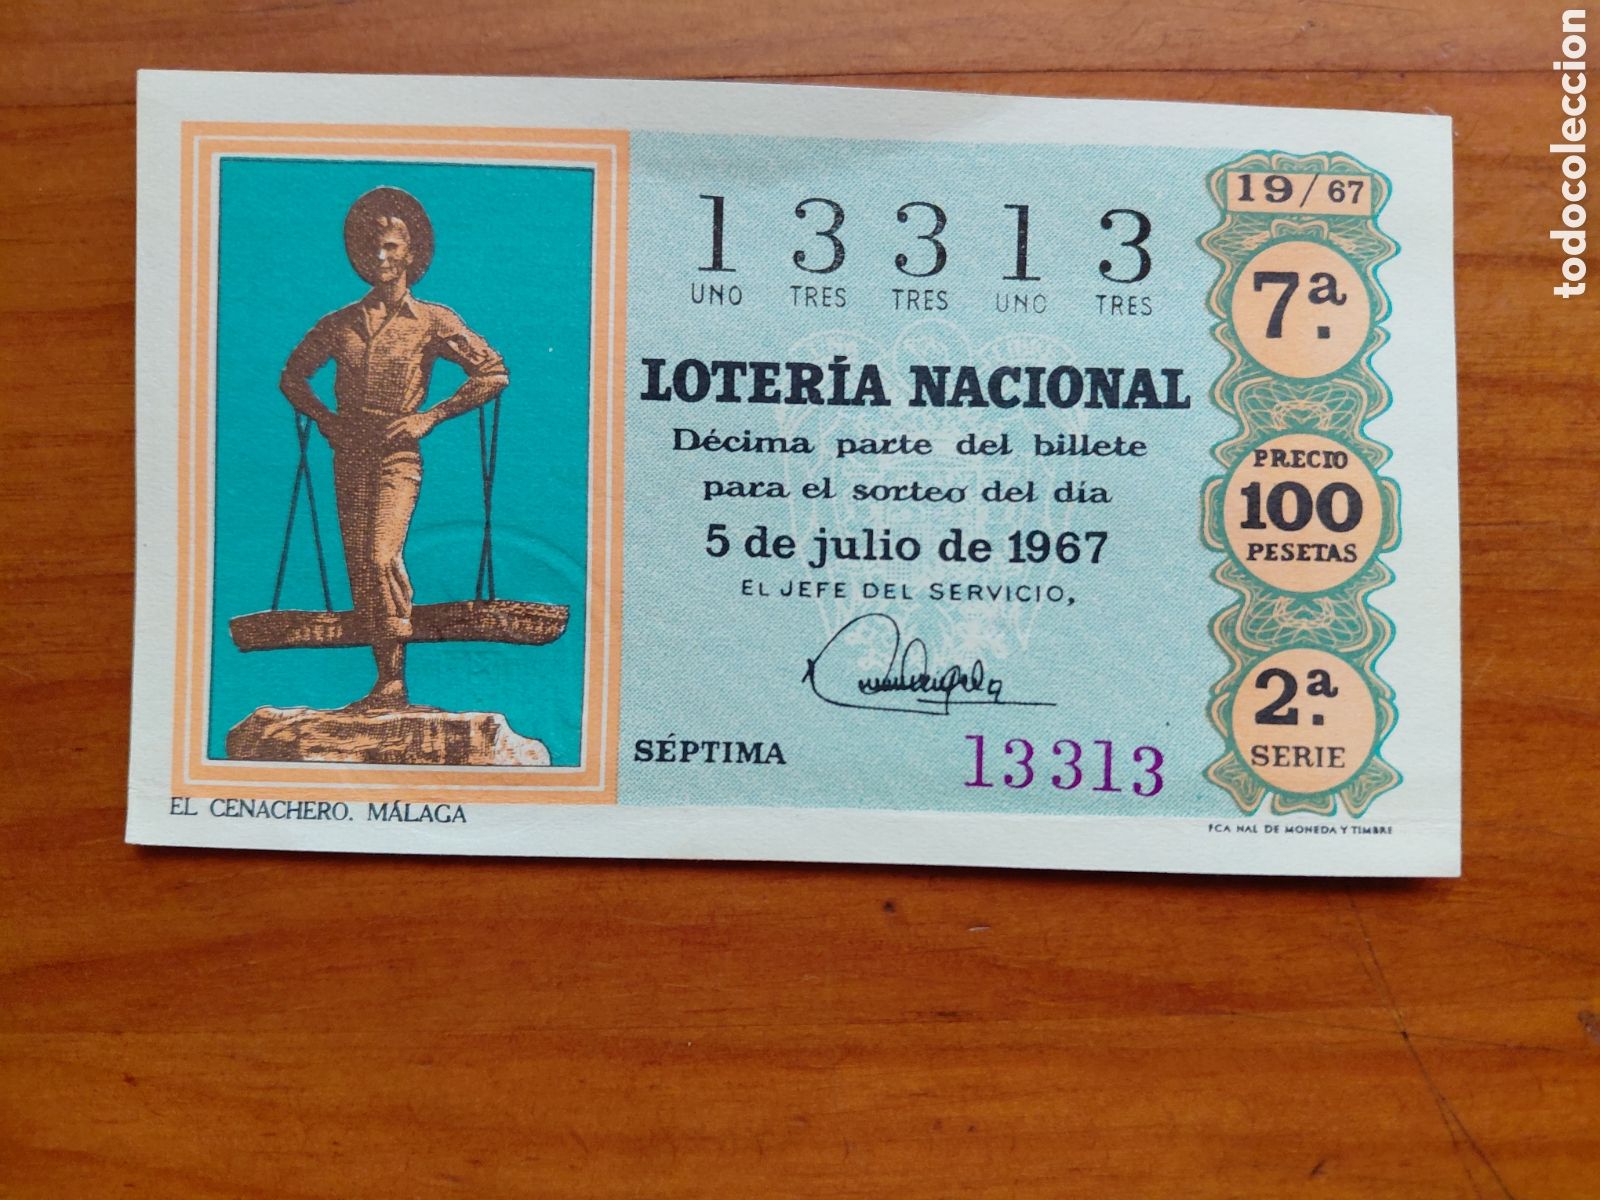 1 3 3 1 3
UNO TRES TRES UNO TRES
LOTERÍA NACIONAL
Décima parte del billete
para el sorteo del día
5 de julio de 1967
EL JEFE DEL SERVICIO,
SÉPTIMA
13313
EL CENACHERO. MÁLAGA
19/67
7ª.
PRECIO
100
PESETAS
2ª.
SERIE
FCA NAL DE MONEDA Y TIMBRE
todocoleccion